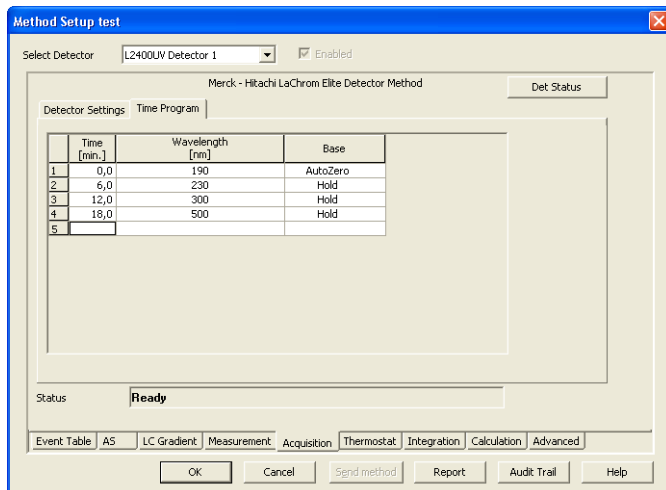 Method Setup test
Select Detector L2400UV Detector 1 Enabled
Merck - Hitachi LaChrom Elite Detector Method Det Status
Detector Settings Time Program
Time [min.] Wavelength [nm] Base
1 0,0 190 AutoZero
2 6,0 230 Hold
3 12,0 300 Hold
4 18,0 500 Hold
5
Status Ready
Event Table AS LC Gradient Measurement Acquisition Thermostat Integration Calculation Advanced
OK Cancel Send method Report Audit Trail Help